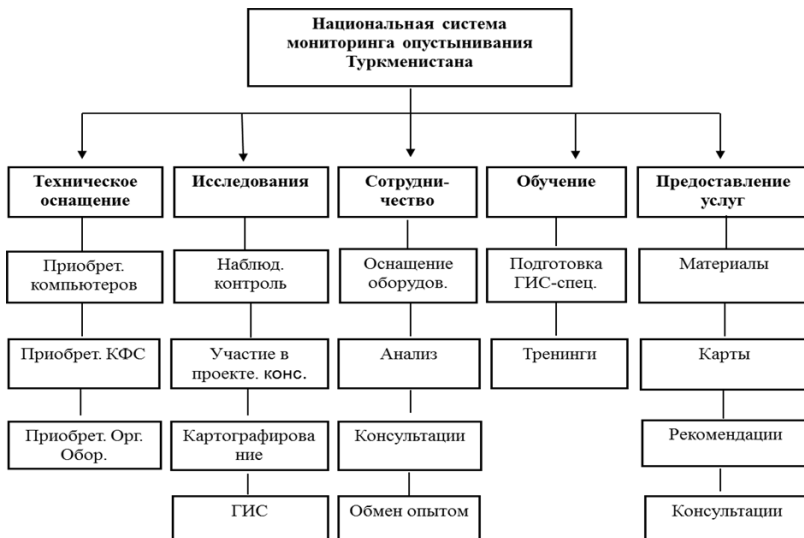 Национальная система
мониторинга опустынивания
Туркменистана
Техническое
оснащение
Исследования
Сотрудни-
чество
Обучение
Предоставление
услуг
Приобрет.
компьютеров
Наблюд.
контроль
Оснащение
оборудов.
Подготовка
ГИС-спец.
Материалы
Приобрет. КФС
Участие в
проекте. конс.
Анализ
Тренинги
Карты
Приобрет. Орг.
Обор.
Картографирова
ние
Консультации
Рекомендации
ГИС
Обмен опытом
Консультации